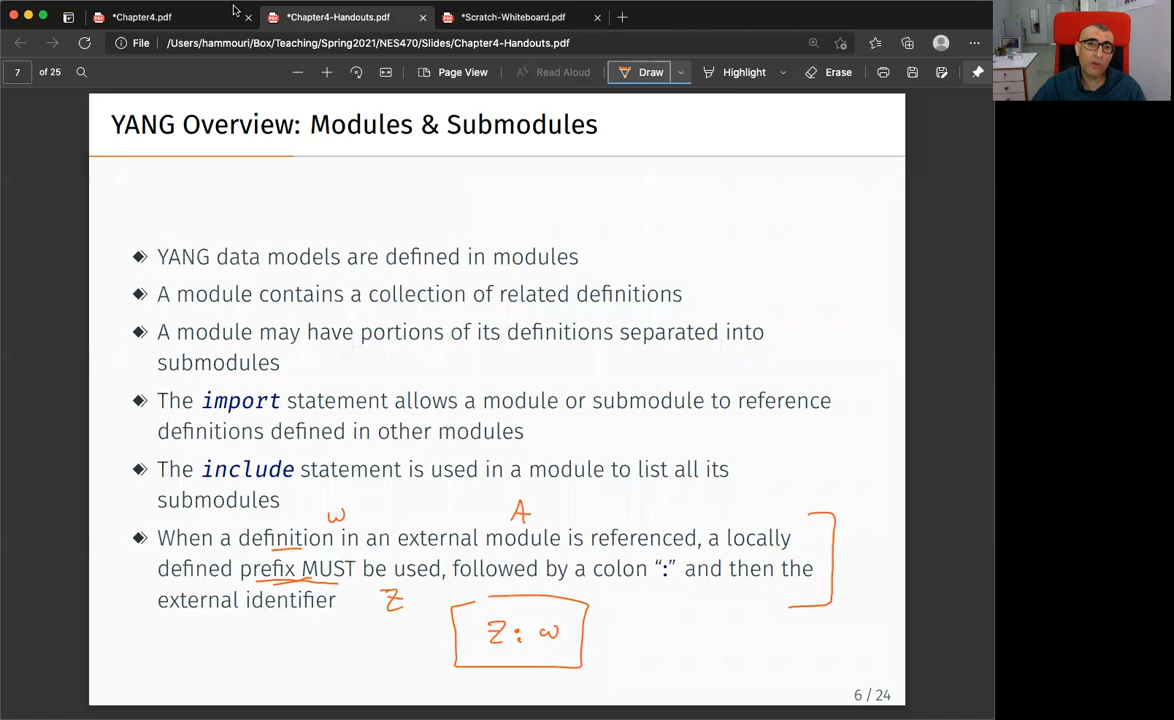 *Chapter4.pdf
*Chapter4-Handouts.pdf
*Scratch-Whiteboard.pdf
File
/Users/hammouri/Box/Teaching/Spring2021/NES470/Slides/Chapter4-Handouts.pdf
7 of 25
Page View
Read Aloud
Draw
Highlight
Erase
YANG Overview: Modules & Submodules
YANG data models are defined in modules
A module contains a collection of related definitions
A module may have portions of its definitions separated into
submodules
The import statement allows a module or submodule to reference
definitions defined in other modules
The include statement is used in a module to list all its
submodules
w A
When a definition in an external module is referenced, a locally
defined prefix MUST be used, followed by a colon “:” and then the
external identifier
Z
Z: w
6 / 24